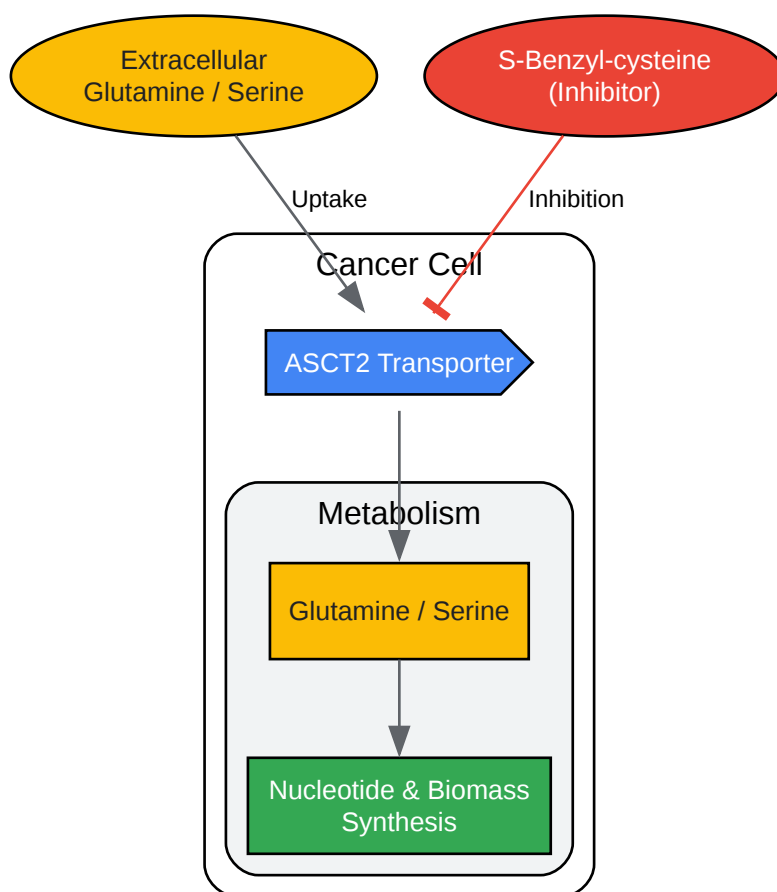 Extracellular
Glutamine / Serine
S-Benzyl-cysteine
(Inhibitor)
Uptake
Inhibition
Cancer Cell
ASCT2 Transporter
Metabolism
Glutamine / Serine
Nucleotide & Biomass
Synthesis